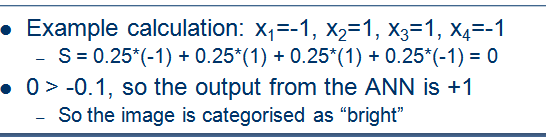 • Example calculation: x₁=-1, x₂=1, x₃=1, x₄=-1
– S = 0.25*(-1) + 0.25*(1) + 0.25*(1) + 0.25*(-1) = 0
• 0 > -0.1, so the output from the ANN is +1
– So the image is categorised as “bright”